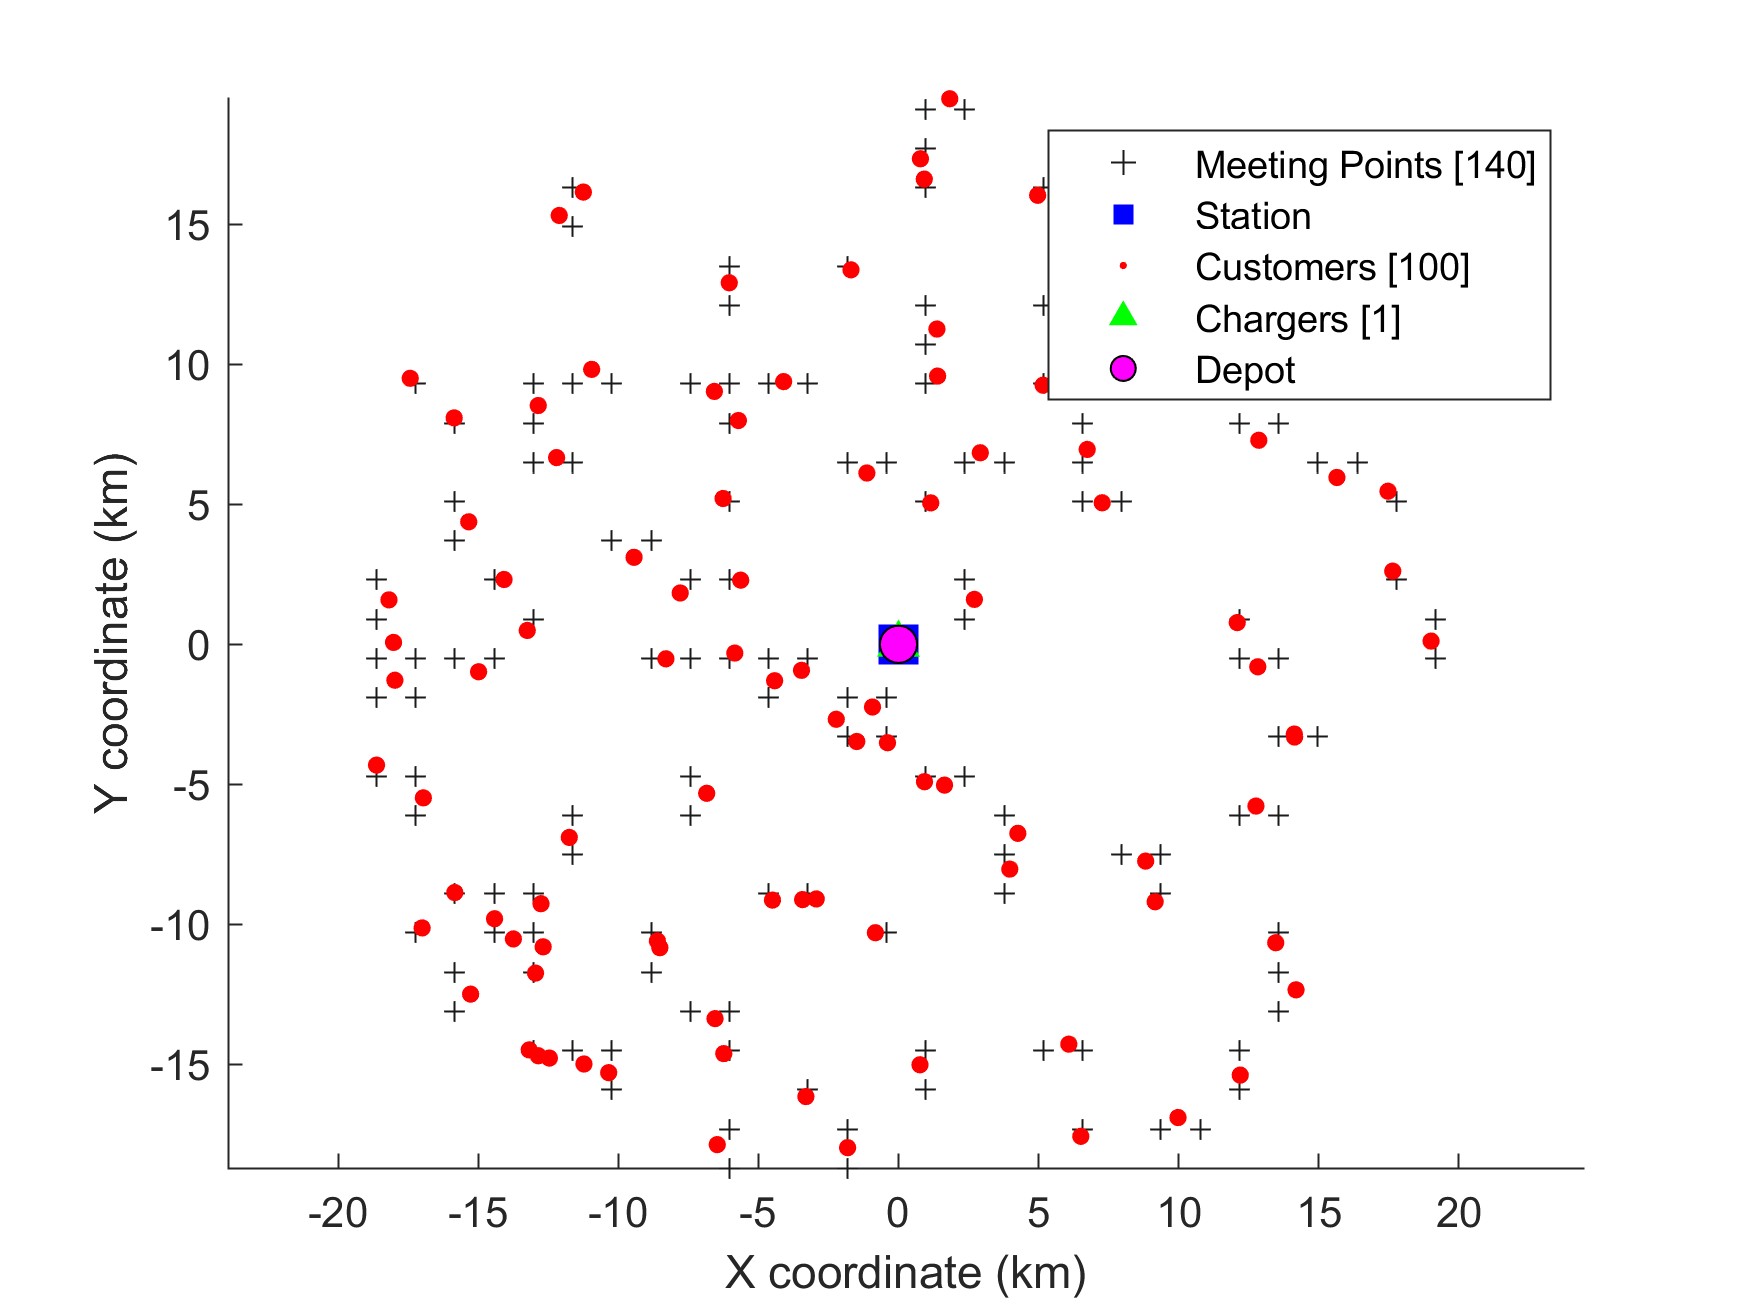 Meeting Points [140]
Station
Customers [100]
Chargers [1]
Depot
15
10
5
0
-5
-10
-15
Y coordinate (km)
-20 -15 -10 -5 0 5 10 15 20
X coordinate (km)